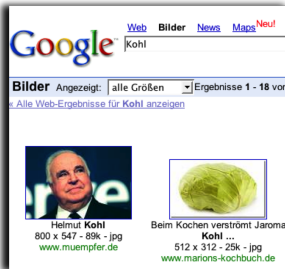 Web Bilder News Maps Neu!
Google™ Kohl
Bilder Angezeigt: alle Größen Ergebnisse 1 - 18 von
« Alle Web-Ergebnisse für Kohl anzeigen
Helmut Kohl
800 x 547 - 89k - jpg
www.muempfer.de
Beim Kochen verströmt Jaroma
Kohl ...
512 x 312 - 25k - jpg
www.marions-kochbuch.de